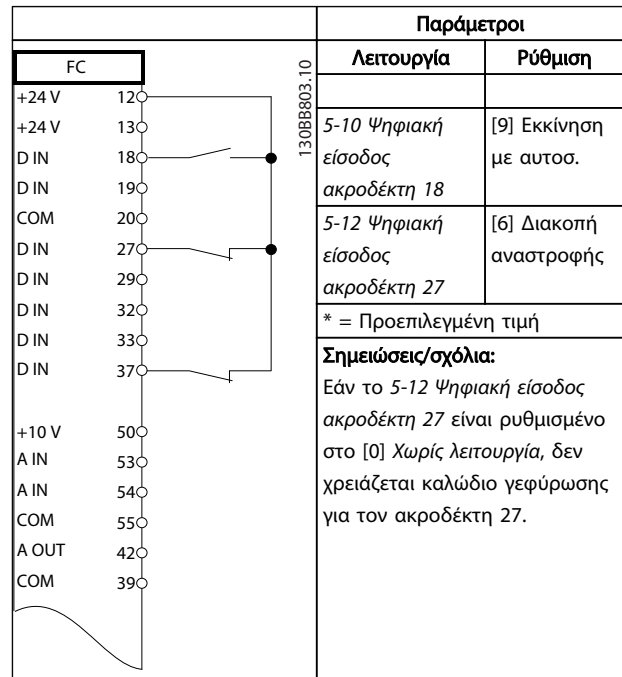 Παράμετροι
Λειτουργία Ρύθμιση
5-10 Ψηφιακή [9] Εκκίνηση
είσοδος με αυτοσ.
ακροδέκτη 18
5-12 Ψηφιακή [6] Διακοπή
είσοδος αναστροφής
ακροδέκτη 27
* = Προεπιλεγμένη τιμή
Σημειώσεις/σχόλια:
Εάν το 5-12 Ψηφιακή είσοδος
ακροδέκτη 27 είναι ρυθμισμένο
στο [0] Χωρίς λειτουργία, δεν
χρειάζεται καλώδιο γεφύρωσης
για τον ακροδέκτη 27.
FC
+24 V 12
+24 V 13
D IN 18
D IN 19
COM 20
D IN 27
D IN 29
D IN 32
D IN 33
D IN 37
+10 V 50
A IN 53
A IN 54
COM 55
A OUT 42
COM 39
130BB803.10